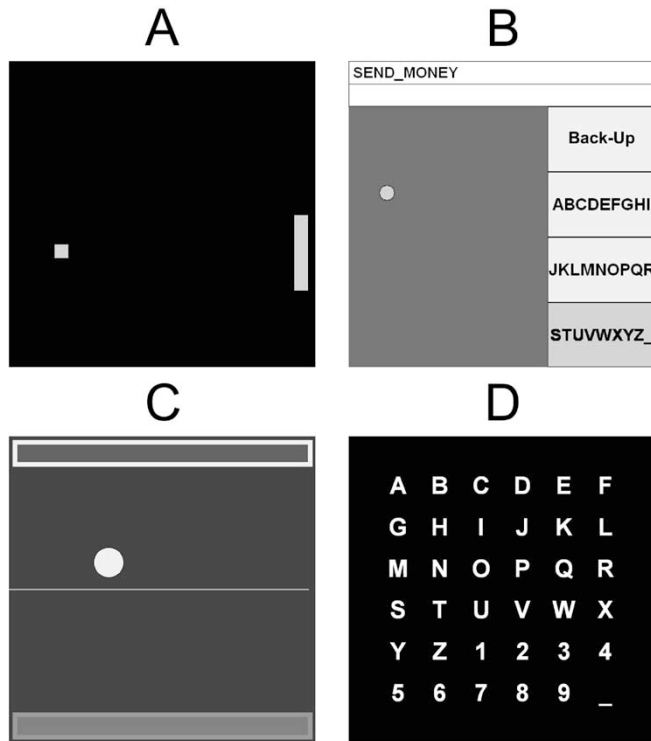 A
B
SEND_MONEY
Back-Up
ABCDEFGHI
JKLMNOPQR
STUVWXYZ_
C
D
A B C D E F
G H I J K L
M N O P Q R
S T U V W X
Y Z 1 2 3 4
5 6 7 8 9 _